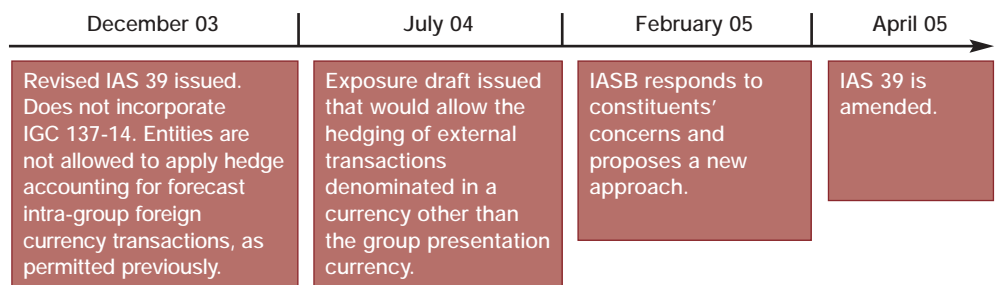 December 03
July 04
February 05
April 05
Revised IAS 39 issued.
Does not incorporate
IGC 137-14. Entities are
not allowed to apply hedge
accounting for forecast
intra-group foreign
currency transactions, as
permitted previously.
Exposure draft issued
that would allow the
hedging of external
transactions
denominated in a
currency other than
the group presentation
currency.
IASB responds to
constituents’
concerns and
proposes a new
approach.
IAS 39 is
amended.